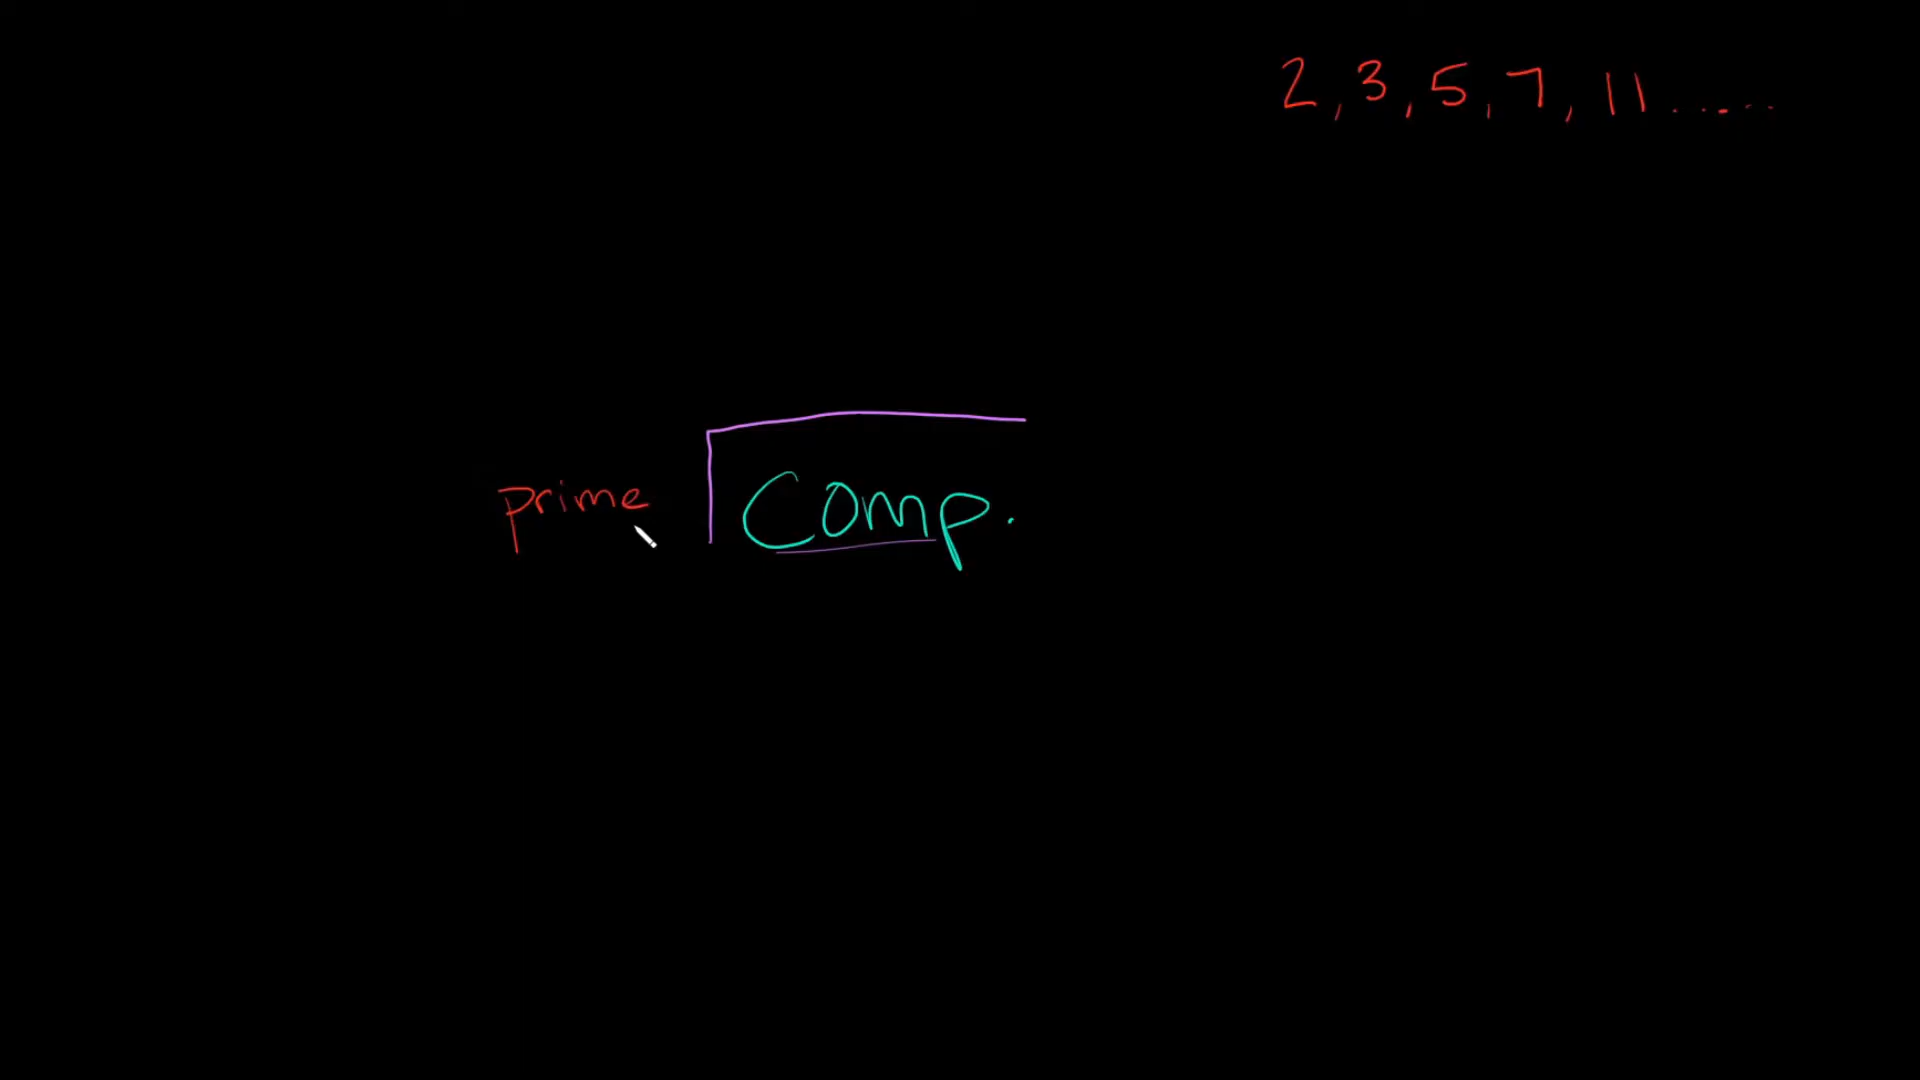 2, 3, 5, 7, 11.....
prime Comp.